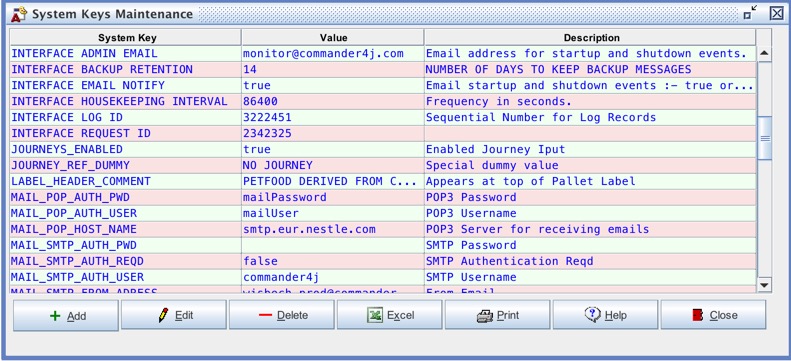 System Keys Maintenance
System Key Value Description
INTERFACE ADMIN EMAIL monitor@commander4j.com Email address for startup and shutdown events.
INTERFACE BACKUP RETENTION 14 NUMBER OF DAYS TO KEEP BACKUP MESSAGES
INTERFACE EMAIL NOTIFY true Email startup and shutdown events :- true or...
INTERFACE HOUSEKEEPING INTERVAL 86400 Frequency in seconds.
INTERFACE LOG ID 3222451 Sequential Number for Log Records
INTERFACE REQUEST ID 2342325
JOURNEYS_ENABLED true Enabled Journey Iput
JOURNEY_REF_DUMMY NO JOURNEY Special dummy value
LABEL_HEADER_COMMENT PETFOOD DERIVED FROM C... Appears at top of Pallet Label
MAIL_POP_AUTH_PWD mailPassword POP3 Password
MAIL_POP_AUTH_USER mailUser POP3 Username
MAIL_POP_HOST_NAME smtp.eur.nestle.com POP3 Server for receiving emails
MAIL_SMTP_AUTH_PWD SMTP Password
MAIL_SMTP_AUTH_REQD false SMTP Authentication Reqd
MAIL_SMTP_AUTH_USER commander4j SMTP Username
MAIL_SMTP_FROM_ADRESS From Email
Add Edit Delete Excel Print Help Close